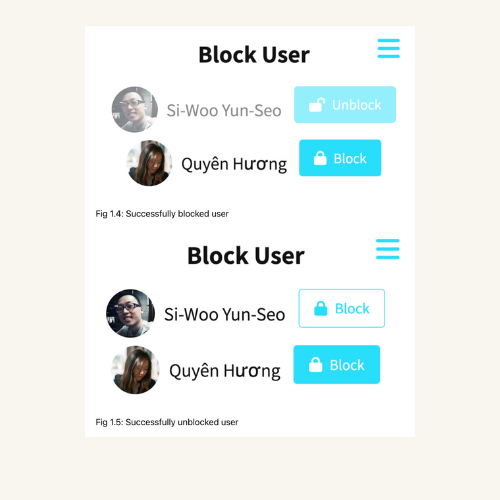 Block User
Si-Woo Yun-Seo Unblock
Quyên Hương Block
Fig 1.4: Successfully blocked user
Block User
Si-Woo Yun-Seo Block
Quyên Hương Block
Fig 1.5: Successfully unblocked user